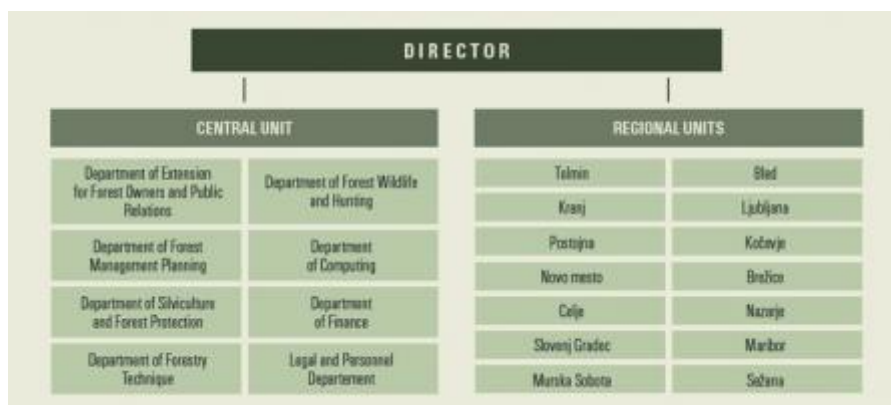 DIRECTOR
CENTRAL UNIT
Department of Extension
for Forest Owners and Public
Relations
Department of Forest Wildlife
and Hunting
Department of Forest
Management Planning
Department
of Computing
Department of Silviculture
and Forest Protection
Department
of Finance
Department of Forestry
Technique
Legal and Personnel
Departement
REGIONAL UNITS
Tolmin
Bled
Kranj
Ljubljana
Postojna
Kočevje
Novo mesto
Brežice
Celje
Nazarje
Slovenj Gradec
Maribor
Murska Sobota
Sežana